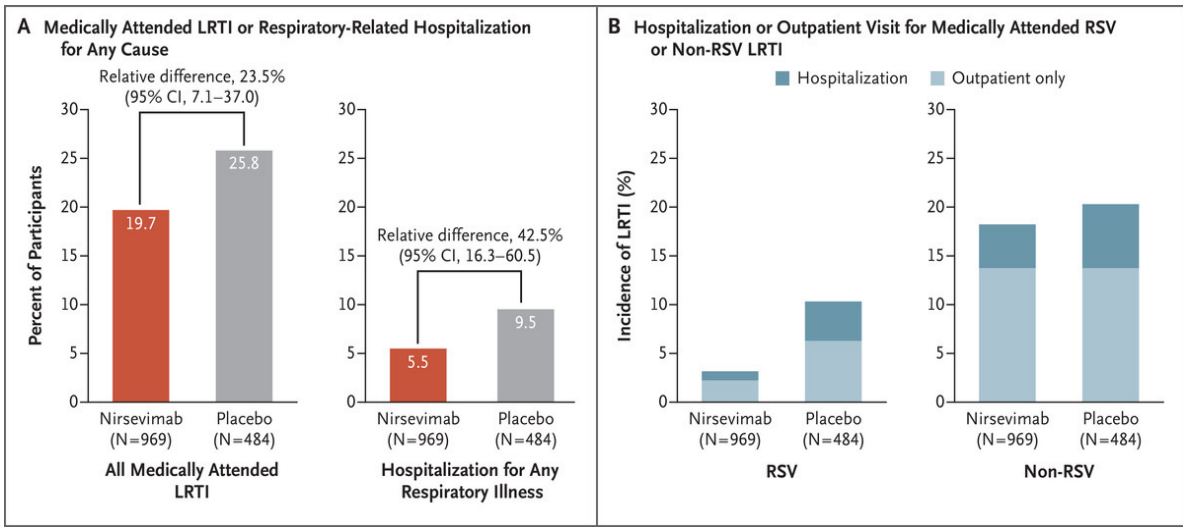 A Medically Attended LRTI or Respiratory-Related Hospitalization
for Any Cause
Relative difference, 23.5%
(95% CI, 7.1–37.0)
Percent of Participants
30
25
20
15
10
5
0
19.7
25.8
Nirsevimab
(N=969)
Placebo
(N=484)
All Medically Attended
LRTI
30
25
20
15
10
5
0
Relative difference, 42.5%
(95% CI, 16.3–60.5)
5.5
9.5
Nirsevimab
(N=969)
Placebo
(N=484)
Hospitalization for Any
Respiratory Illness
B Hospitalization or Outpatient Visit for Medically Attended RSV
or Non-RSV LRTI
Hospitalization
Outpatient only
Incidence of LRTI (%)
30
25
20
15
10
5
0
Nirsevimab
(N=969)
Placebo
(N=484)
RSV
30
25
20
15
10
5
0
Nirsevimab
(N=969)
Placebo
(N=484)
Non-RSV